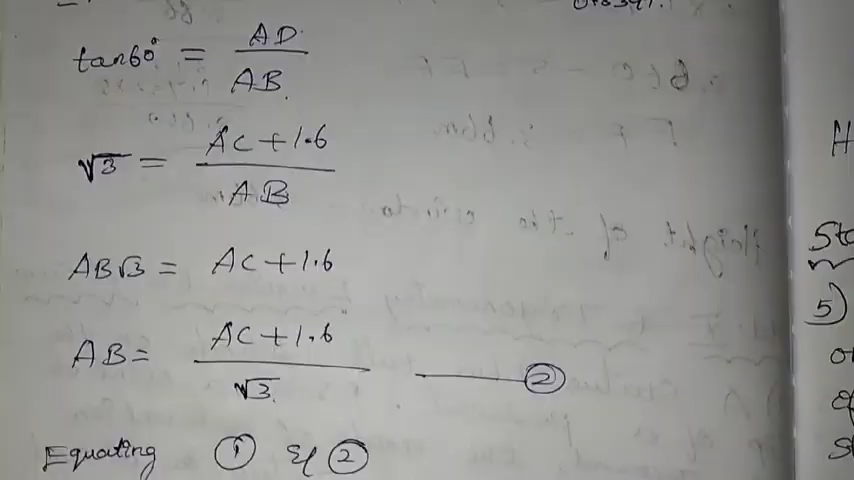 tan60° = AD/AB
√3 = AC+1.6/AB
AB√3 = AC+1.6
AB = AC+1.6/√3 ——— ②
Equating ① & ②
5)